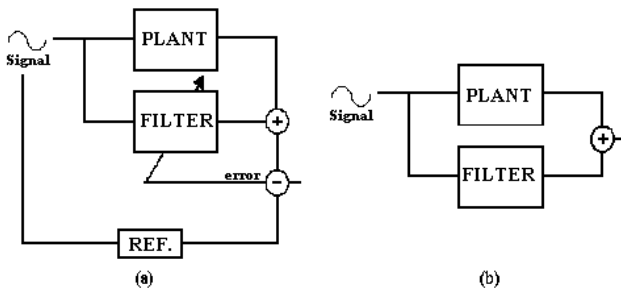 PLANT
Signal
FILTER
+
error
−
REF.
(a)
PLANT
Signal
+
FILTER
(b)